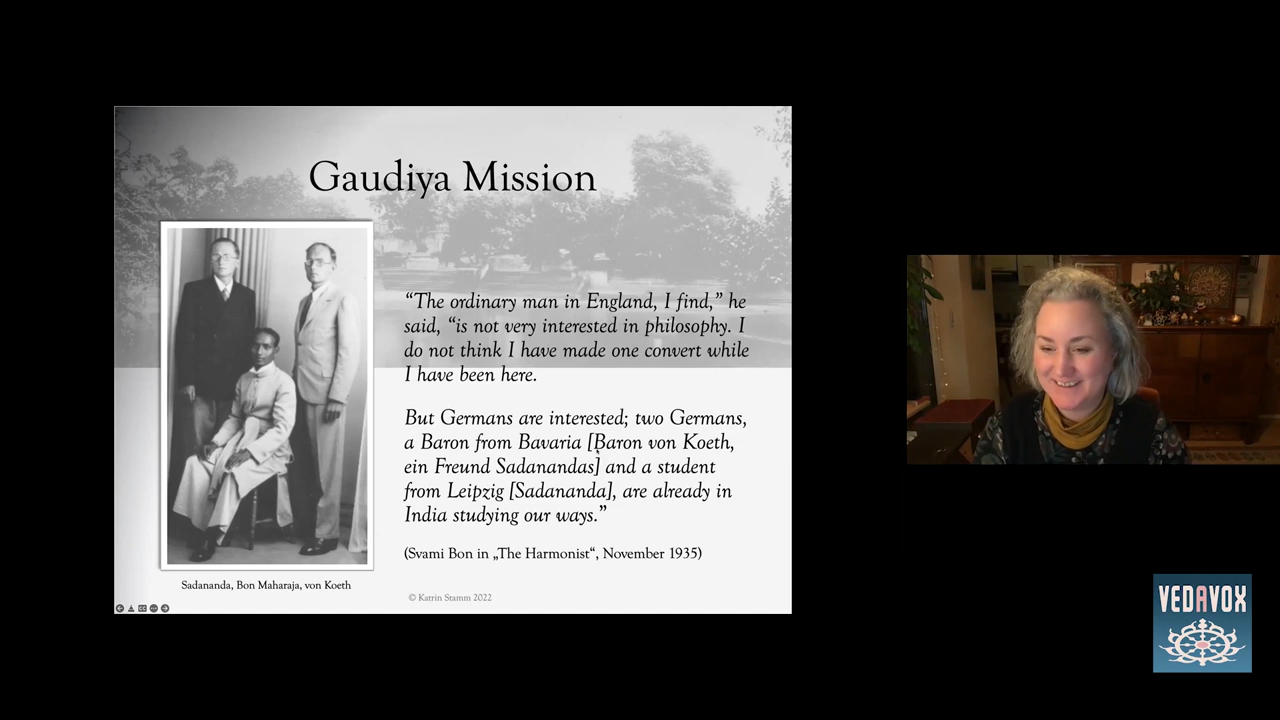 Gaudiya Mission
“The ordinary man in England, I find,” he
said, “is not very interested in philosophy. I
do not think I have made one convert while
I have been here.
But Germans are interested; two Germans,
a Baron from Bavaria [Baron von Koeth,
ein Freund Sadanandas] and a student
from Leipzig [Sadananda], are already in
India studying our ways.”
(Svami Bon in „The Harmonist“, November 1935)
Sadananda, Bon Maharaja, von Koeth
© Katrin Stamm 2022
VEDAVOX